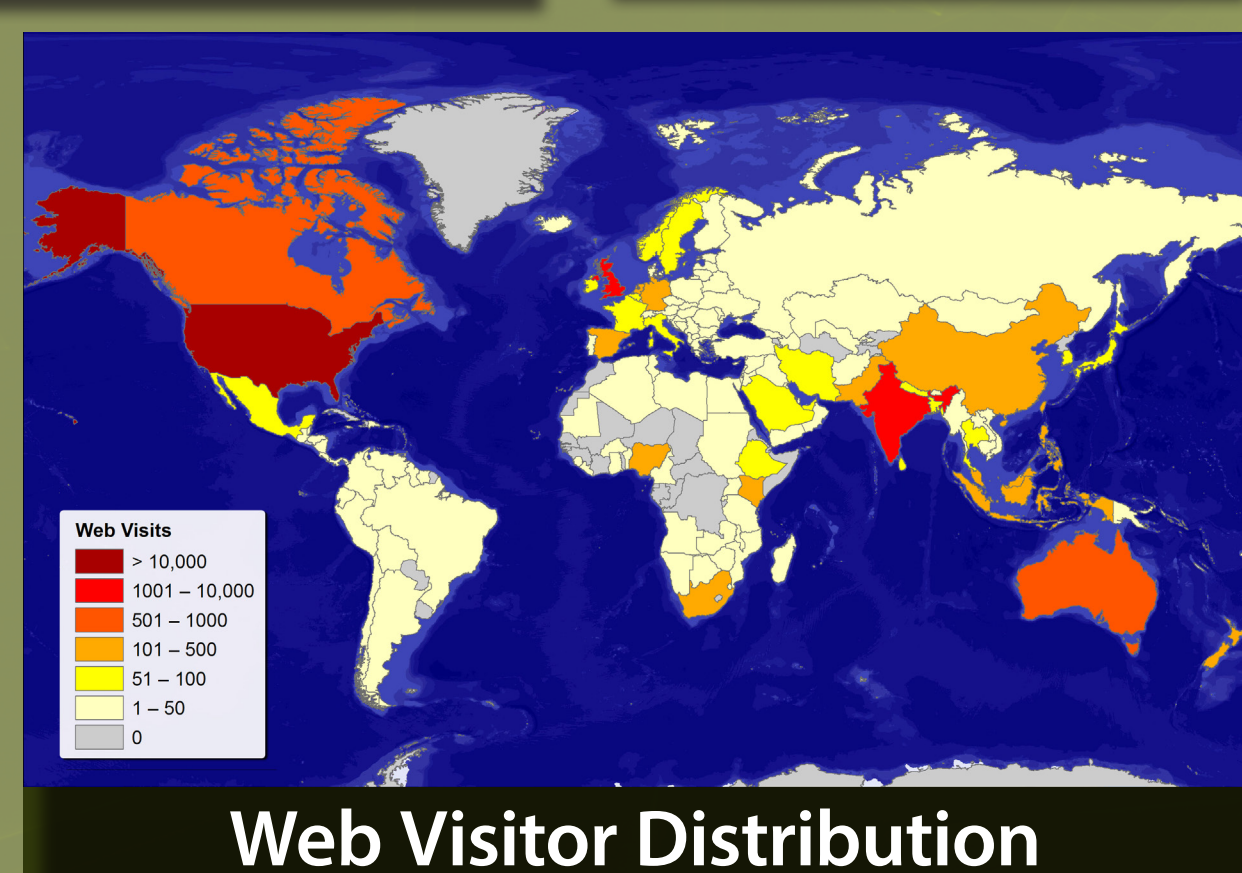 Web Visits
> 10,000
1001 – 10,000
501 – 1000
101 – 500
51 – 100
1 – 50
0
Web Visitor Distribution